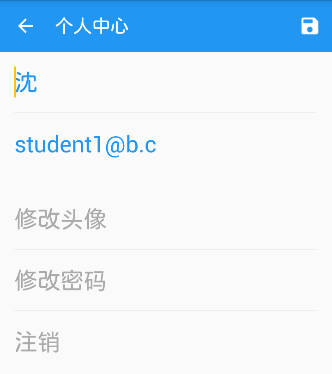 个人中心
沈
student1@b.c
修改头像
修改密码
注销